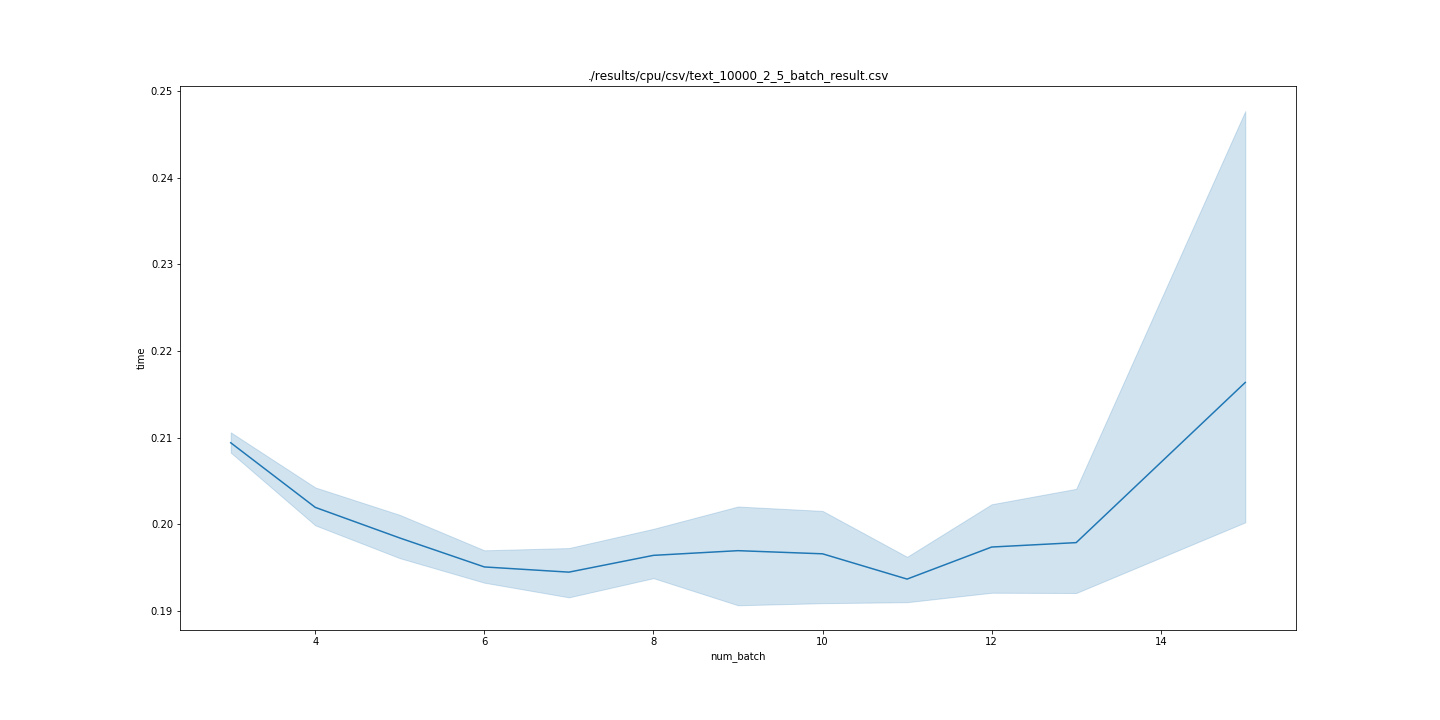 ./results/cpu/csv/text_10000_2_5_batch_result.csv
0.25
0.24
0.23
0.22
0.21
0.20
0.19
time
4 6 8 10 12 14
num_batch